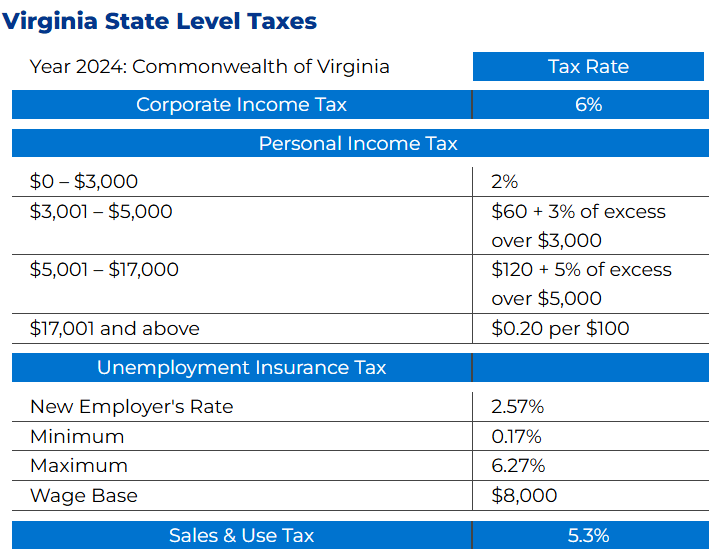 Virginia State Level Taxes
Year 2024: Commonwealth of Virginia Tax Rate
Corporate Income Tax 6%
Personal Income Tax
$0 – $3,000 2%
$3,001 – $5,000 $60 + 3% of excess
over $3,000
$5,001 – $17,000 $120 + 5% of excess
over $5,000
$17,001 and above $0.20 per $100
Unemployment Insurance Tax
New Employer's Rate 2.57%
Minimum 0.17%
Maximum 6.27%
Wage Base $8,000
Sales & Use Tax 5.3%